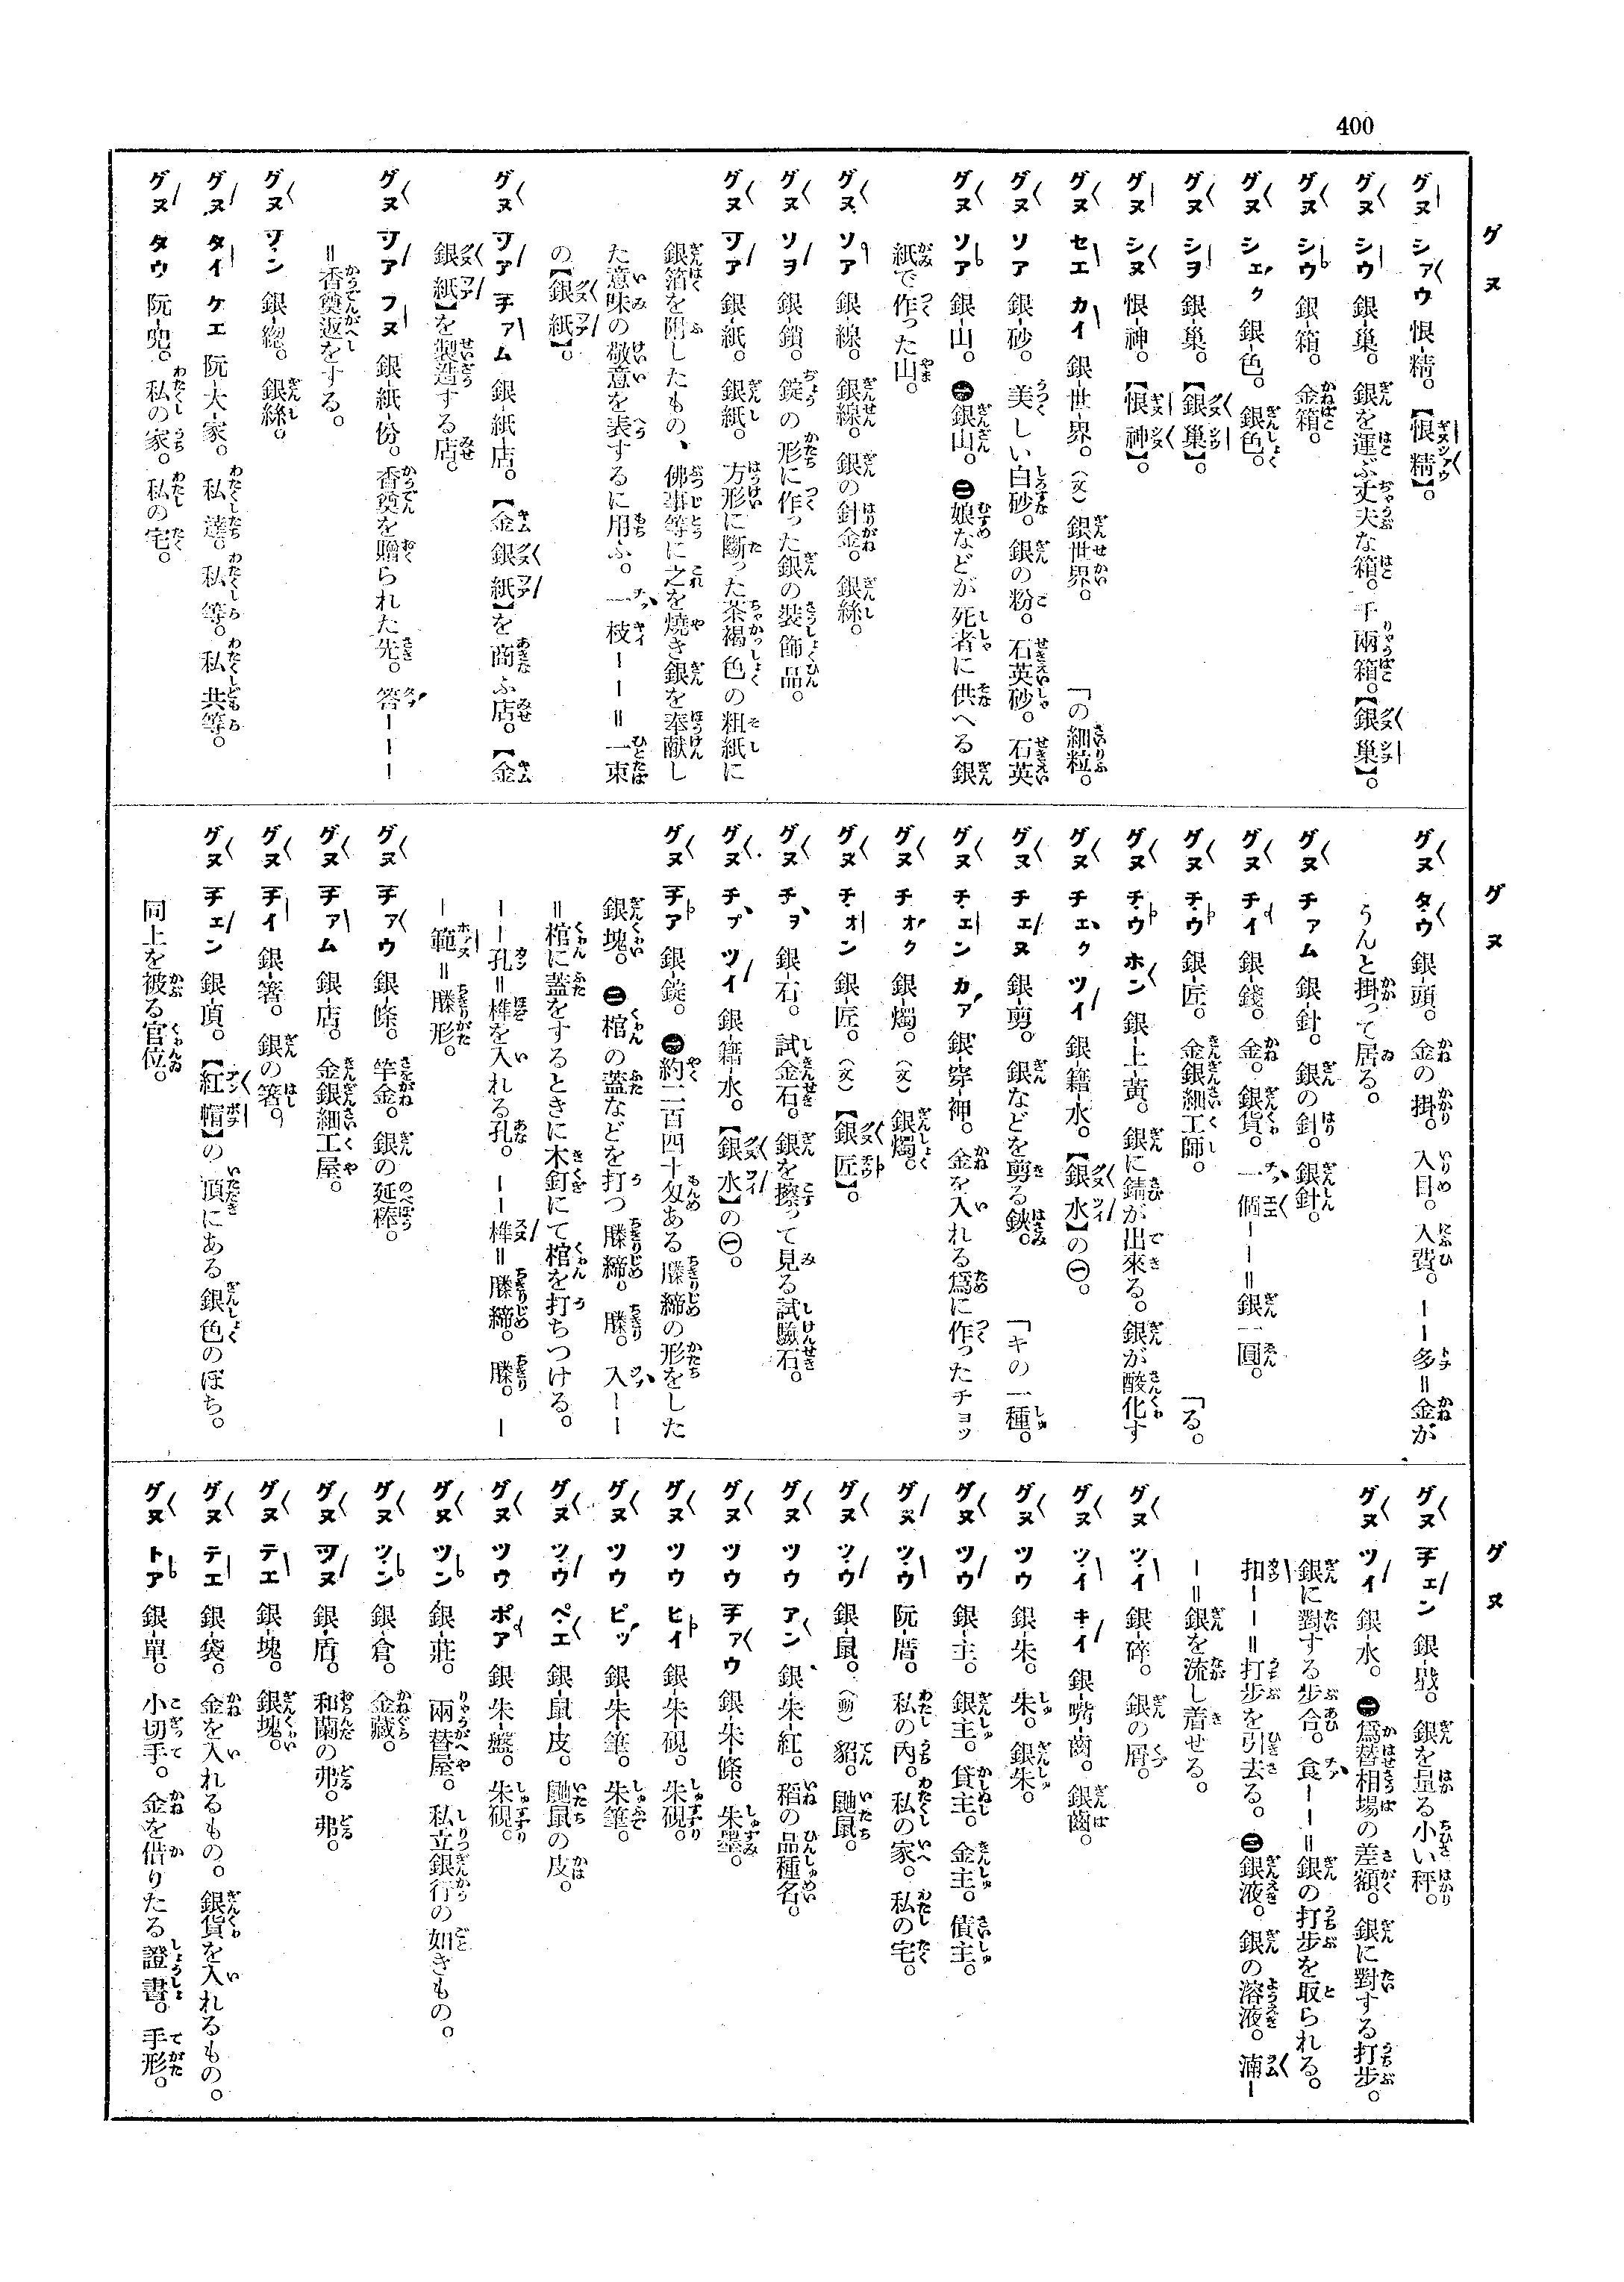 400
グヌ
グヌ シァウ 恨-精。【恨精】。
グヌ シウ 銀-巢。銀を運ぶ丈夫な箱。千兩箱。【銀巢】。
グヌ シウ 銀-箱。金箱。
グヌ シェク 銀-色。銀色。
グヌ シヲ 銀-巢。【銀巢】。
グヌ シヌ 恨-神。【恨神】。
グヌ セエ カイ 銀-世-界。(文)銀世界。「の細粒。
グヌ ソア 銀-砂。美しい白砂。銀の粉。石英砂。石英
グヌ ソア 銀-山。㊀銀山。㊁娘などが死者に供へる銀
紙で作った山。
グヌ ソア 銀-線。銀線。銀の針金。銀絲。
グヌ ソヲ 銀-鎖。錠の形に作った銀の裝飾品。
グヌ ツァ 銀-紙。銀紙。方形に斷った茶褐色の粗紙に
銀箔を附したもの、佛事等に之を燒き銀を奉献し
た意味の敬意を表するに用ふ。一枝ーー＝一束
の【銀紙】。
グヌ ツァ チァム 銀-紙-店。【金銀紙】を商ふ店。【金
銀紙】を製造する店。
グヌ ツァ フヌ 銀-紙-份。香奠を贈られた先。答ーーー
＝香奠返をする。
グヌ ツン 銀-總。銀絲。
グヌ タイ ケエ 阮-大-家。私達。私等。私共等。
グヌ タウ 阮-兜。私の家。私の宅。
グヌ
グヌ タウ 銀-頭。金の掛。入目。入費。ーー多＝金が
うんと掛って居る。
グヌ チァム 銀-針。銀の針。銀針。
グヌ チイ 銀-錢。金。銀貨。一個ーー＝銀一圓。
グヌ チウ 銀-匠。金銀細工師。
グヌ チウ ホン 銀-上-黃。銀に錆が出來る。銀が酸化す「る。
グヌ チェク ツイ 銀-籍-水。【銀水】の㊀。
グヌ チェヌ 銀-剪。銀などを剪る鋏。「キの一種。
グヌ チェン カァ 銀-穿-衶。金を入れる爲に作ったチョッ
グヌ チオク 銀-燭。(文)銀燭。
グヌ チオン 銀-匠。(文)【銀匠】。
グヌ チヲ 銀-石。試金石。銀を擦って見る試驗石。
グヌ チプ ツイ 銀-籍-水。【銀水】の㊀。
グヌ チア 銀-錠。㊀約二百四十匁ある縢締の形をした
銀塊。㊁棺の蓋などを打つ縢締。縢。入ーー
＝棺に蓋をするときに木釘にて棺を打ちつける。
ーー孔＝榫を入れる孔。ーー榫＝縢締。縢。ー
ー範＝縢形。
グヌ チァウ 銀-條。竿金。銀の延棒。
グヌ チァム 銀-店。金銀細工屋。
グヌ チイ 銀-箸。銀の箸。
グヌ チェン 銀-頂。【紅帽】の頂にある銀色のぼち。
同上を被る官位。
グヌ
グヌ チェン 銀-戥。銀を量る小い秤。
グヌ ツイ 銀-水。㊀爲替相場の差額。銀に對する打步。
銀に對する步合。食ーー＝銀の打步を取られる。
扣ーー＝打步を引去る。㊁銀液。銀の溶液。湳ー
ー＝銀を流し着せる。
グヌ ツイ 銀-碎。銀の屑。
グヌ ツイ キイ 銀-嘴-齒。銀齒。
グヌ ツウ 銀-朱。朱。銀朱。
グヌ ツウ 銀-主。銀主。貸主。金主。債主。
グヌ ツウ 阮-厝。私の內。私の家。私の宅。
グヌ ツウ 銀-鼠。(動)貂。鼬鼠。
グヌ ツウ アン 銀-朱-紅。稻の品種名。
グヌ ツウ チァウ 銀-朱-條。朱墨。
グヌ ツウ ヒイ 銀-朱-硯。朱硯。
グヌ ツウ ピッ 銀-朱-筆。朱筆。
グヌ ツウ ペエ 銀-鼠-皮。鼬鼠の皮。
グヌ ツウ ポア 銀-朱-盤。朱硯。
グヌ ツン 銀-莊。兩替屋。私立銀行の如きもの。
グヌ ツン 銀-倉。金藏。
グヌ ツヌ 銀-盾。和蘭の弗。弗。
グヌ テエ 銀-塊。銀塊。
グヌ テエ 銀-袋。金を入れるもの。銀貨を入れるもの。
グヌ トア 銀-單。小切手。金を借りたる證書。手形。